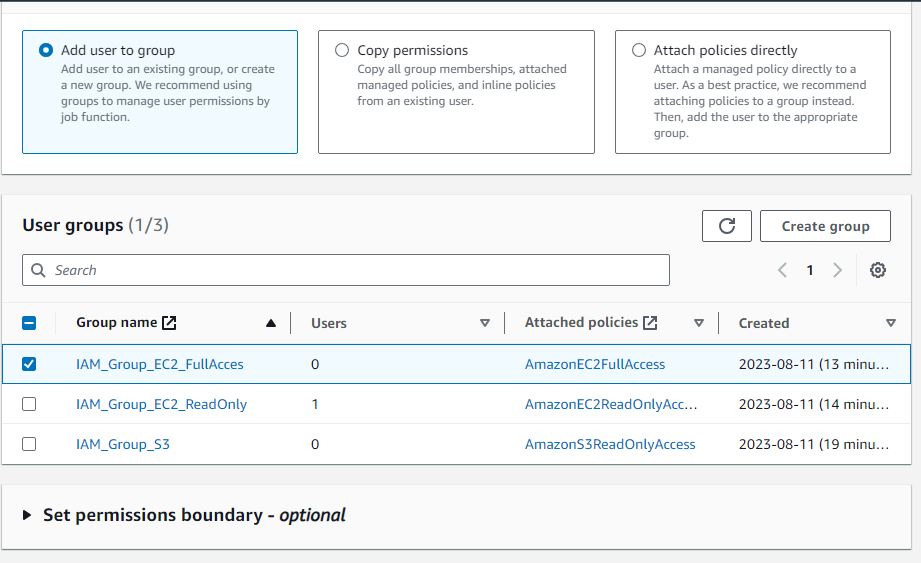 Add user to group
Add user to an existing group, or create
a new group. We recommend using
groups to manage user permissions by
job function.
Copy permissions
Copy all group memberships, attached
managed policies, and inline policies
from an existing user.
Attach policies directly
Attach a managed policy directly to a
user. As a best practice, we recommend
attaching policies to a group instead.
Then, add the user to the appropriate
group.
User groups (1/3)
Create group
Search
1
Group name Users Attached policies Created
IAM_Group_EC2_FullAcces 0 AmazonEC2FullAccess 2023-08-11 (13 minu...
IAM_Group_EC2_ReadOnly 1 AmazonEC2ReadOnlyAcc... 2023-08-11 (14 minu...
IAM_Group_S3 0 AmazonS3ReadOnlyAccess 2023-08-11 (19 minu...
Set permissions boundary - optional